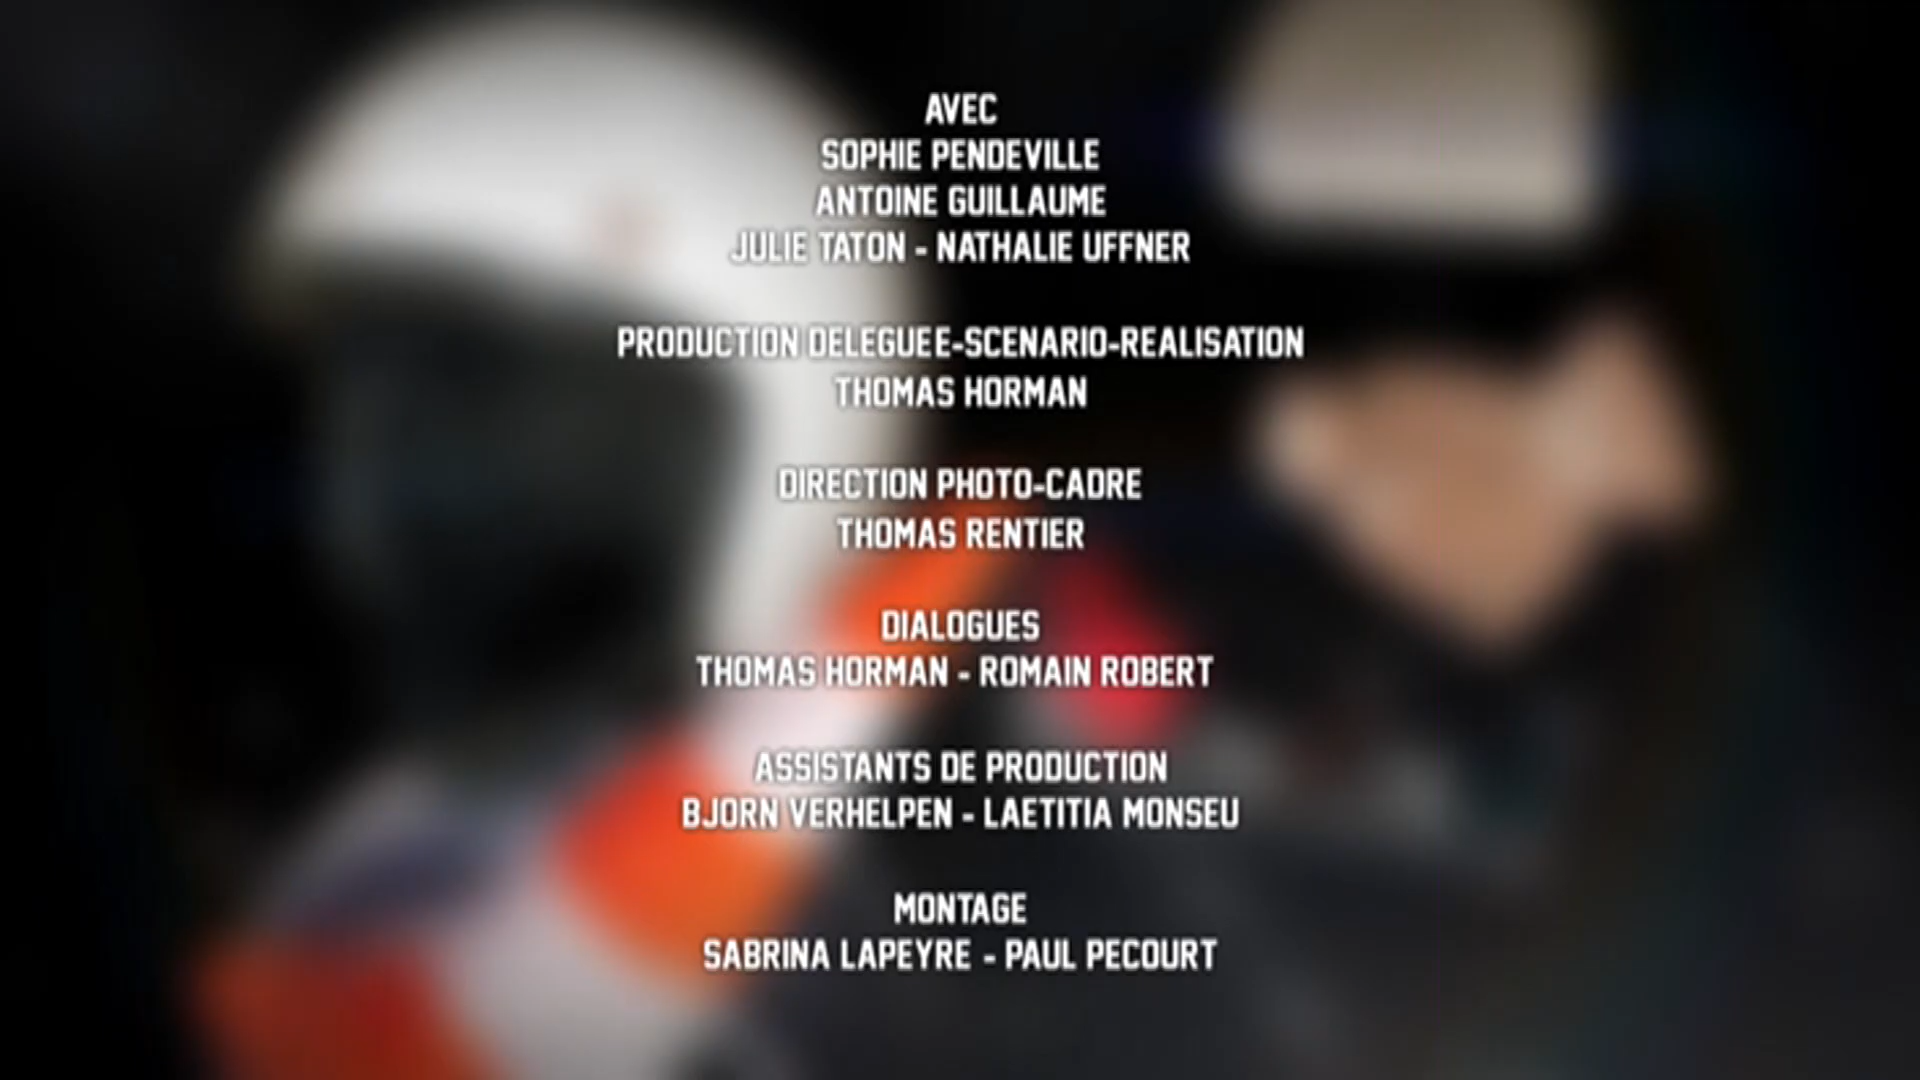 AVEC
SOPHIE PENDEVILLE
ANTOINE GUILLAUME
JULIE TATON - NATHALIE UFFNER
PRODUCTION DELEGUEE-SCENARIO-REALISATION
THOMAS HORMAN
DIRECTION PHOTO-CADRE
THOMAS RENTIER
DIALOGUES
THOMAS HORMAN - ROMAIN ROBERT
ASSISTANTS DE PRODUCTION
BJORN VERHELPEN - LAETITIA MONSEU
MONTAGE
SABRINA LAPEYRE - PAUL PECOURT